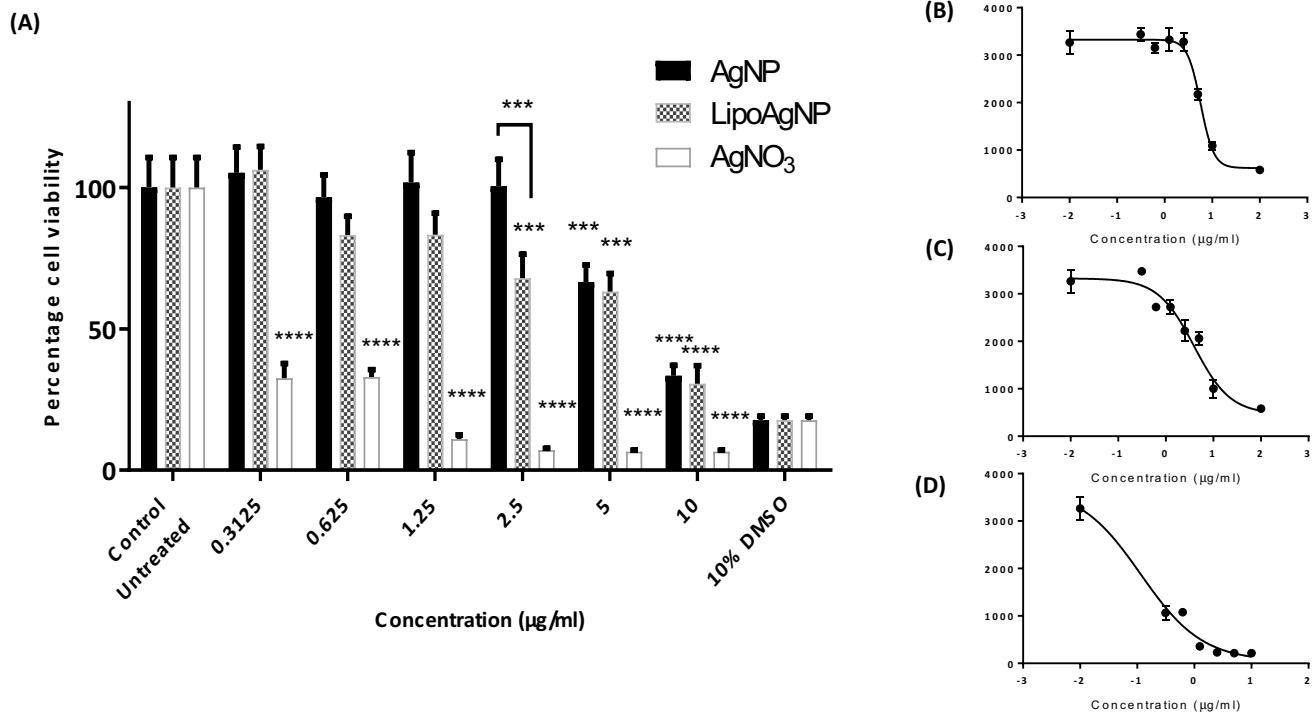 (A)
AgNP
LipoAgNP
AgNO₃
Percentage cell viability
100
50
0
***
***
***
***
****
****
****
****
****
****
****
****
Control
Untreated
0.3125
0.625
1.25
2.5
5
10
10% DMSO
Concentration (µg/ml)
(B)
4000
3000
2000
1000
0
-3 -2 -1 0 1 2 3
Concentration (µg/ml)
(C)
4000
3000
2000
1000
0
-3 -2 -1 0 1 2 3
Concentration (µg/ml)
(D)
4000
3000
2000
1000
0
-3 -2 -1 0 1 2
Concentration (µg/ml)